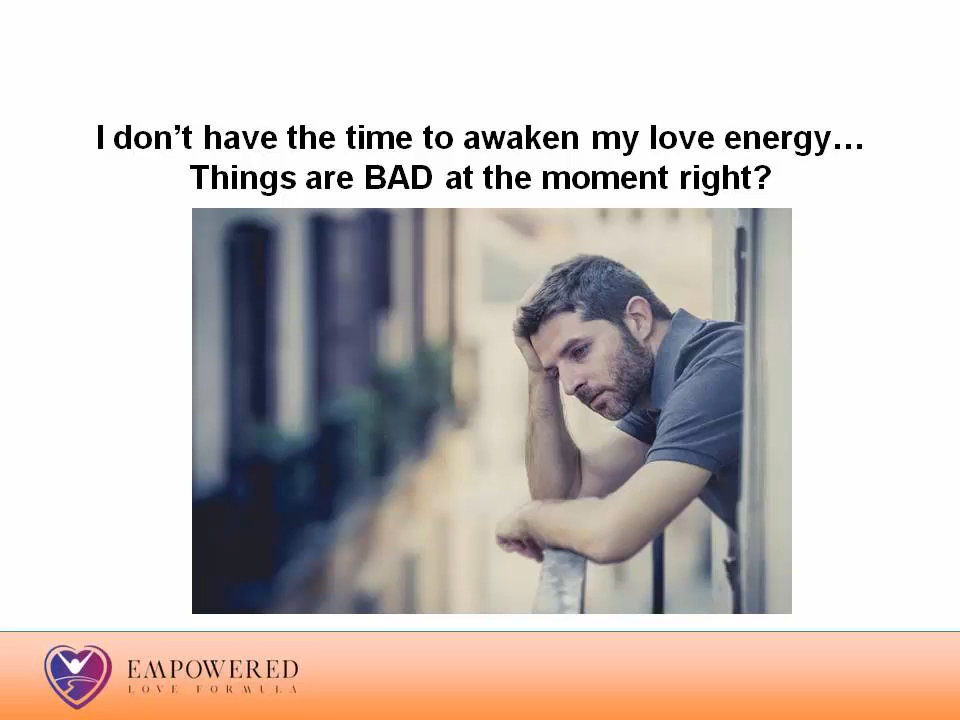 I don’t have the time to awaken my love energy…
Things are BAD at the moment right?
EMPOWERED
LOVE FORMULA